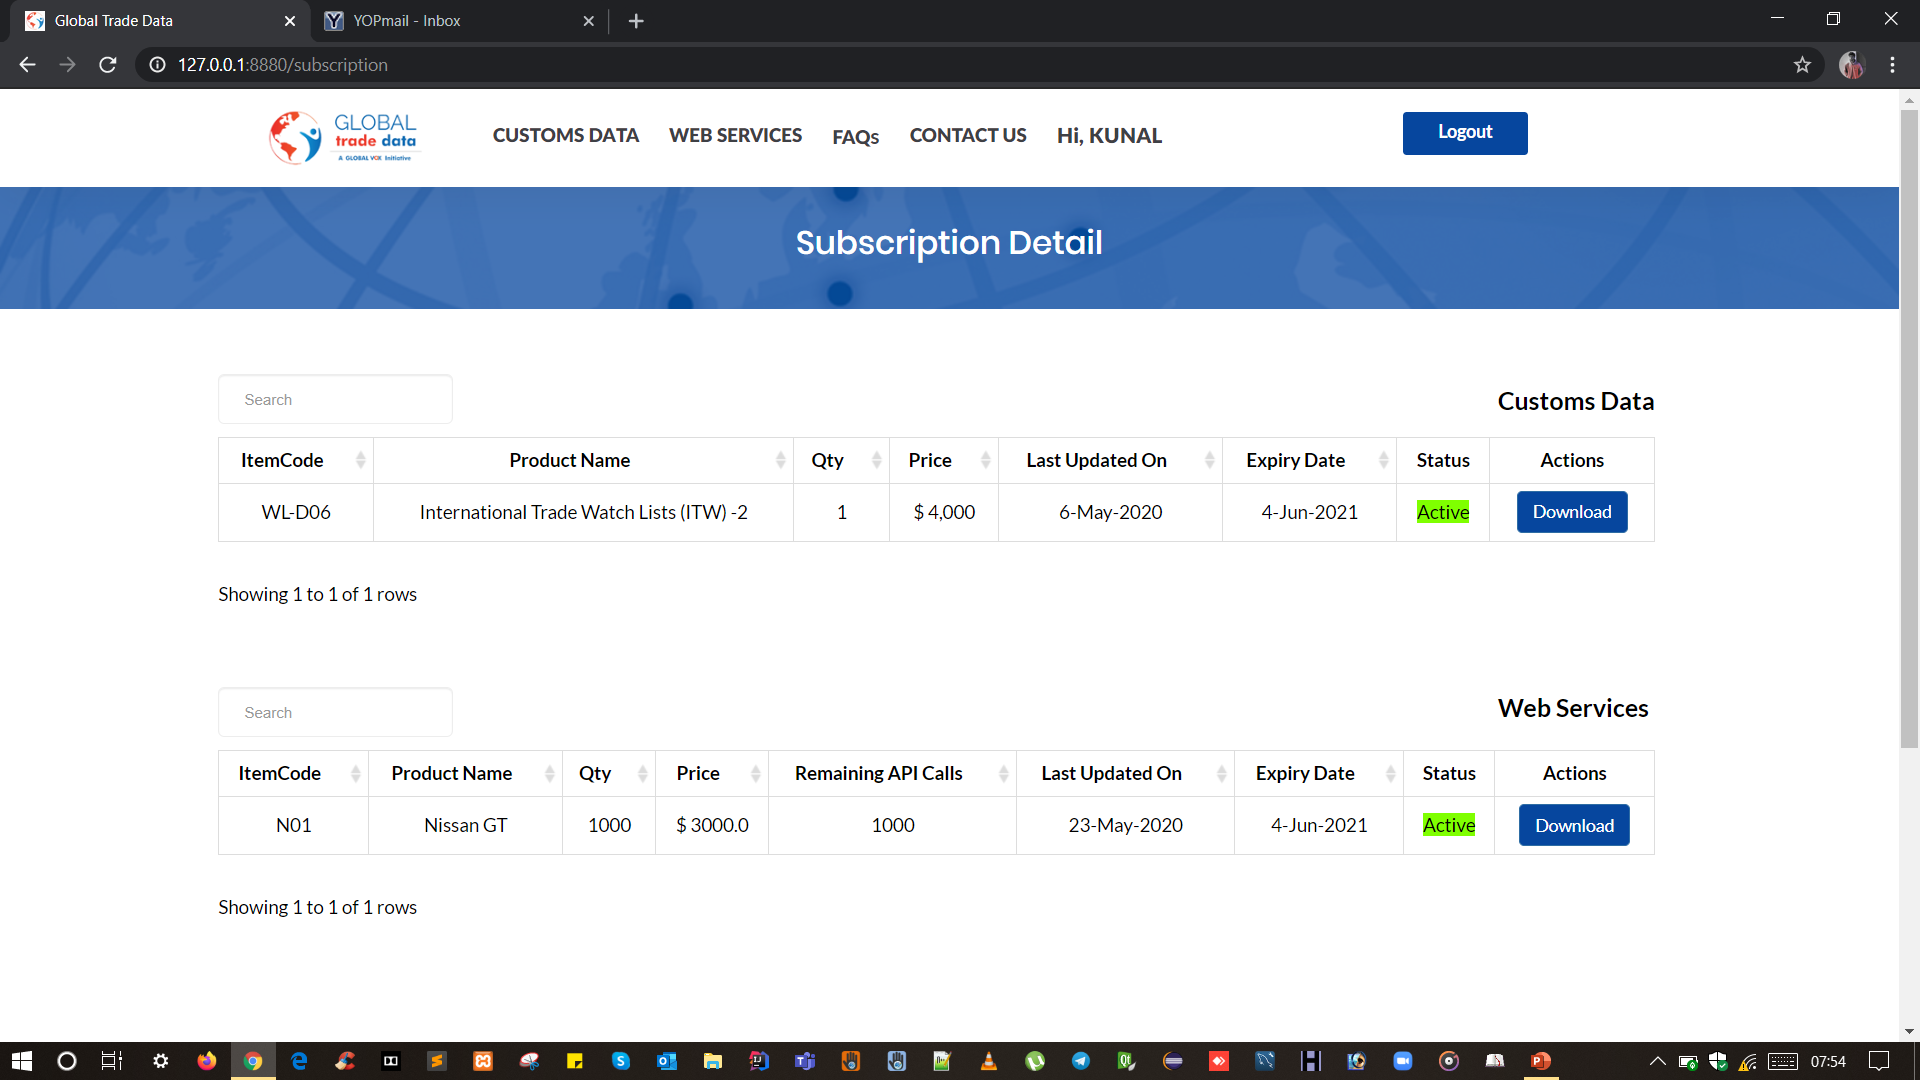 Global Trade Data
YOPmail - Inbox
127.0.0.1:8880/subscription
GLOBAL
trade data
A GLOBAL VOX Initiative
CUSTOMS DATA WEB SERVICES FAQs CONTACT US Hi, KUNAL
Logout
Subscription Detail
Search
Customs Data
ItemCode Product Name Qty Price Last Updated On Expiry Date Status Actions
WL-D06 International Trade Watch Lists (ITW) -2 1 $ 4,000 6-May-2020 4-Jun-2021 Active Download
Showing 1 to 1 of 1 rows
Search
Web Services
ItemCode Product Name Qty Price Remaining API Calls Last Updated On Expiry Date Status Actions
N01 Nissan GT 1000 $ 3000.0 1000 23-May-2020 4-Jun-2021 Active Download
Showing 1 to 1 of 1 rows
07:54